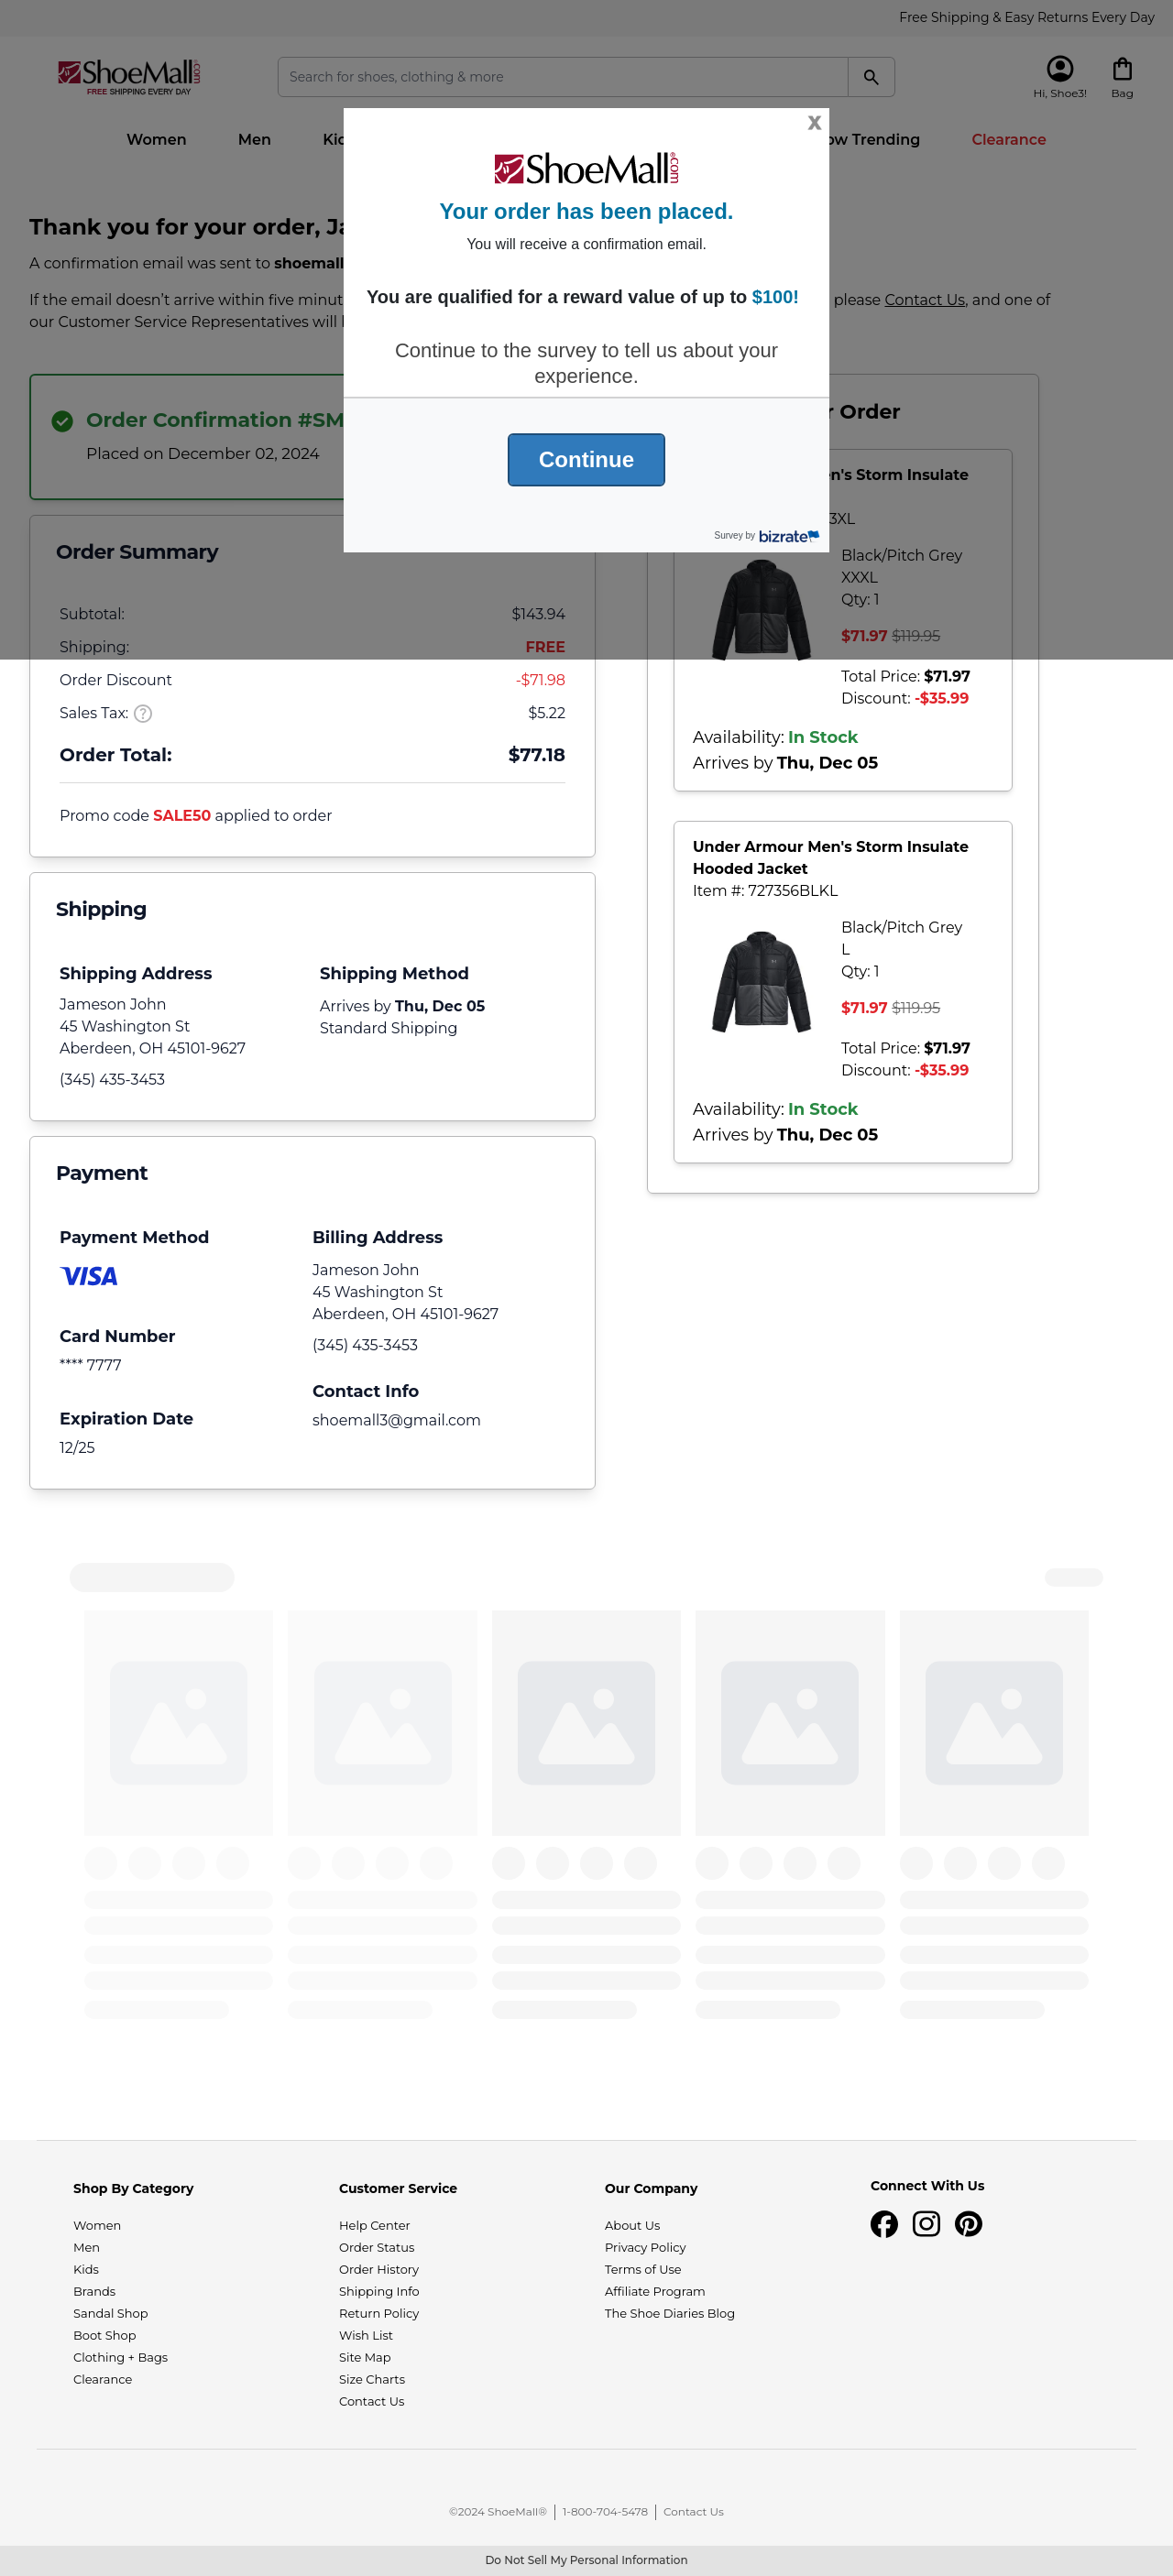 Free Shipping & Easy Returns Every Day
ShoeMall.com
FREE SHIPPING EVERY DAY
Search for shoes, clothing & more
Hi, Shoe3!
Bag
Women
Men
Trending
Clearance
X
ShoeMall.com
Your order has been placed.
You will receive a confirmation email.
You are qualified for a reward value of up to $100!
Continue to the survey to tell us about your
experience.
Continue
Survey by bizrate
Thank you for your order,
A confirmation email was sent to
If the email doesn’t arrive within five
please Contact Us, and one of
our Customer Service Representatives will
Order Confirmation #SM
Placed on December 02, 2024
Order Summary
Subtotal: $143.94
Shipping: FREE
Order Discount -$71.98
Sales Tax: ? $5.22
Order Total: $77.18
Promo code SALE50 applied to order
Shipping
Shipping Address
Jameson John
45 Washington St
Aberdeen, OH 45101-9627
(345) 435-3453
Shipping Method
Arrives by Thu, Dec 05
Standard Shipping
Payment
Payment Method
VISA
Card Number
**** 7777
Expiration Date
12/25
Billing Address
Jameson John
45 Washington St
Aberdeen, OH 45101-9627
(345) 435-3453
Contact Info
shoemall3@gmail.com
Order
Storm Insulate
3XL
Black/Pitch Grey
XXXL
Qty: 1
$71.97 $119.95
Total Price: $71.97
Discount: -$35.99
Availability: In Stock
Arrives by Thu, Dec 05
Under Armour Men's Storm Insulate
Hooded Jacket
Item #: 727356BLKL
Black/Pitch Grey
L
Qty: 1
$71.97 $119.95
Total Price: $71.97
Discount: -$35.99
Availability: In Stock
Arrives by Thu, Dec 05
Shop By Category
Women
Men
Kids
Brands
Sandal Shop
Boot Shop
Clothing + Bags
Clearance
Customer Service
Help Center
Order Status
Order History
Shipping Info
Return Policy
Wish List
Site Map
Size Charts
Contact Us
Our Company
About Us
Privacy Policy
Terms of Use
Affiliate Program
The Shoe Diaries Blog
Connect With Us
©2024 ShoeMall® | 1-800-704-5478 | Contact Us
Do Not Sell My Personal Information